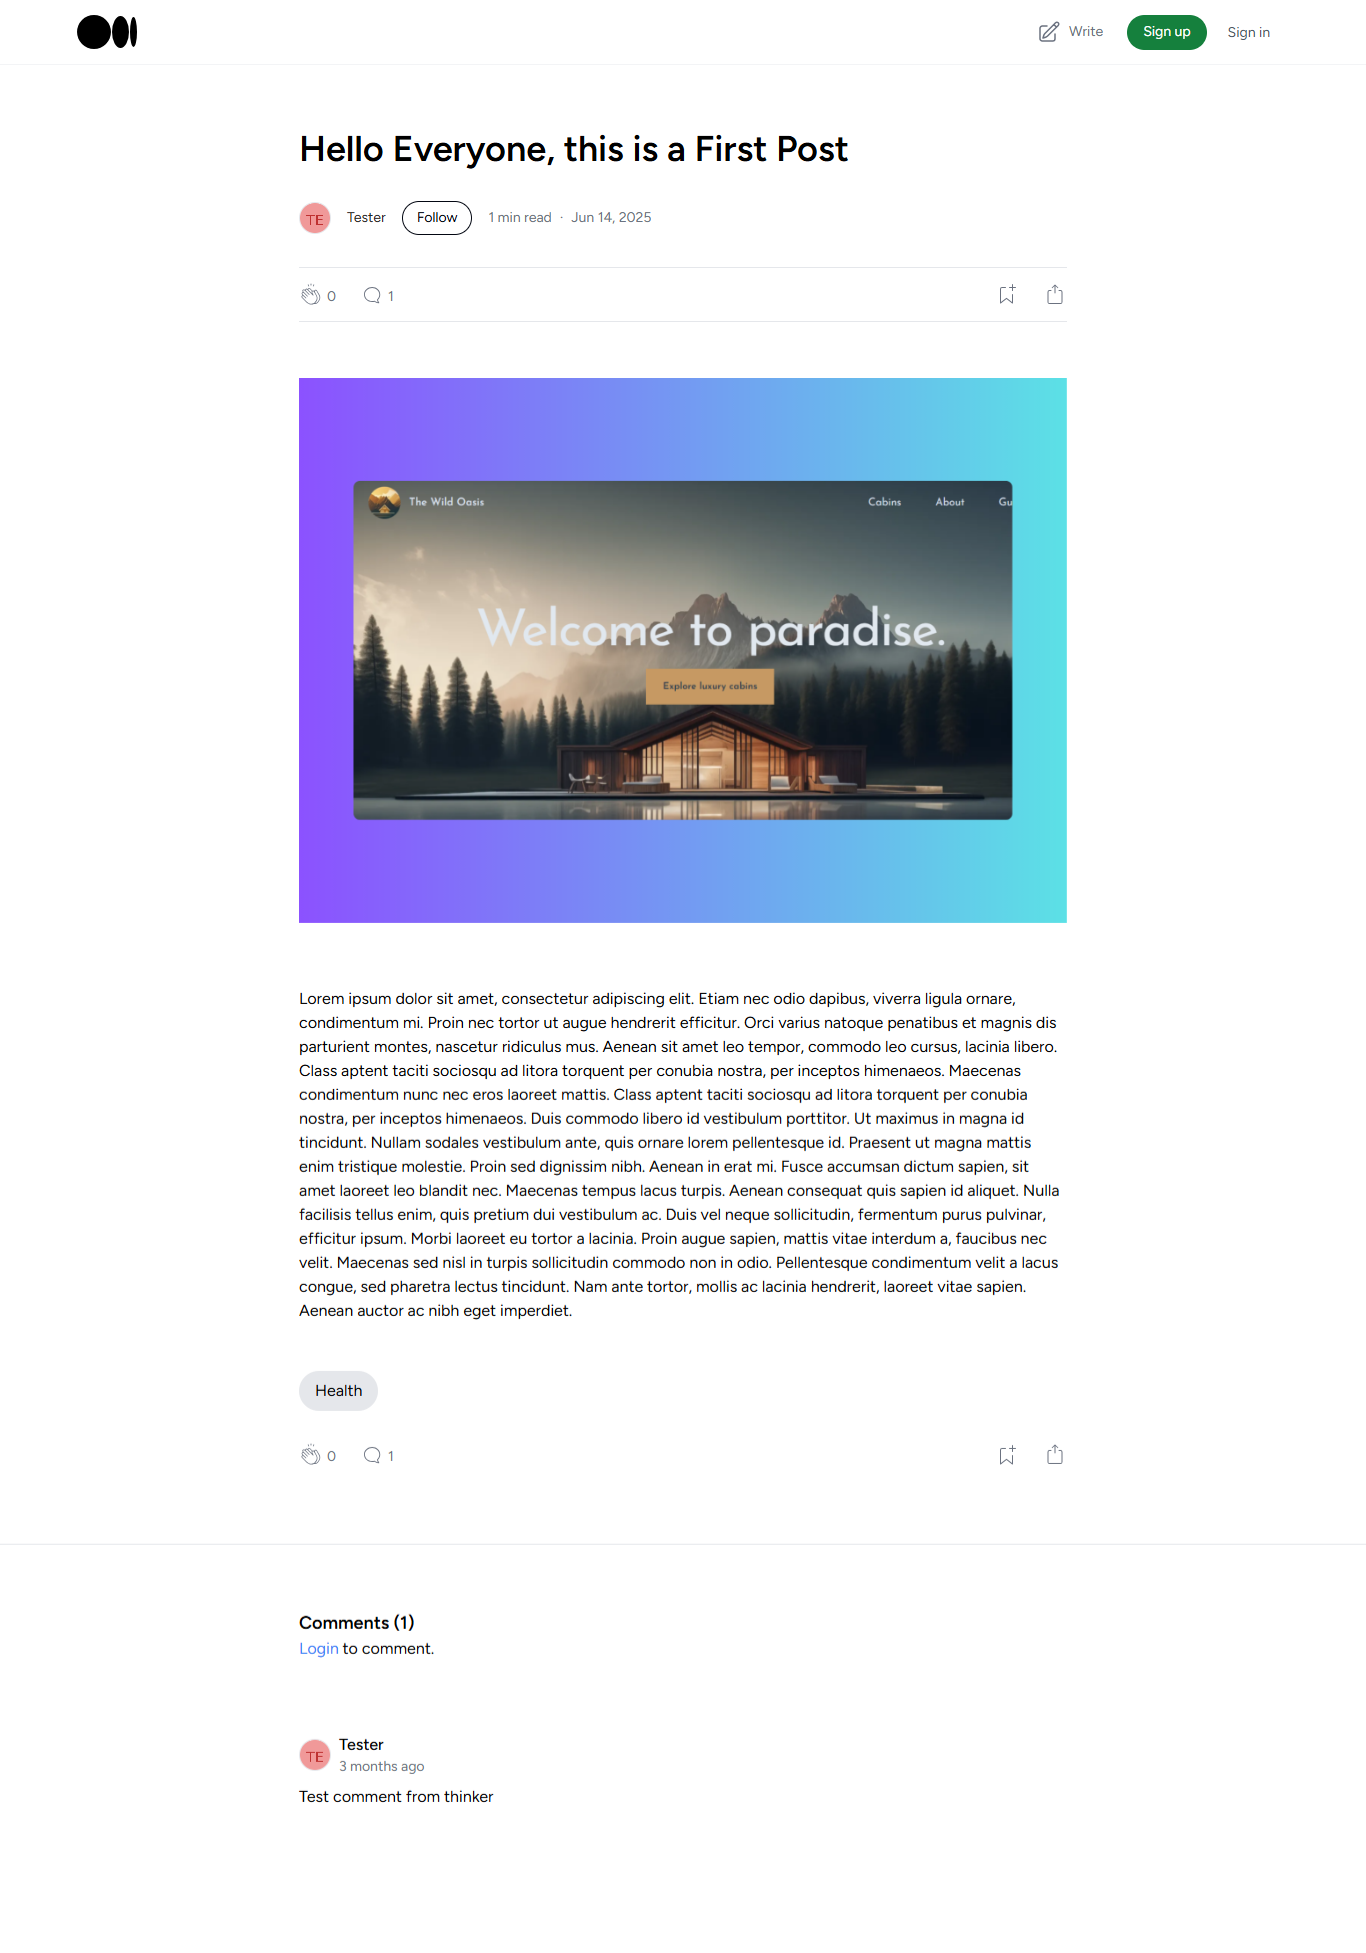 Write
Sign up
Sign in
Hello Everyone, this is a First Post
TE
Tester
Follow
1 min read · Jun 14, 2025
0
1
The Wild Oasis
Cabins
About
Gu
Welcome to paradise.
Explore luxury cabins
Lorem ipsum dolor sit amet, consectetur adipiscing elit. Etiam nec odio dapibus, viverra ligula ornare,
condimentum mi. Proin nec tortor ut augue hendrerit efficitur. Orci varius natoque penatibus et magnis dis
parturient montes, nascetur ridiculus mus. Aenean sit amet leo tempor, commodo leo cursus, lacinia libero.
Class aptent taciti sociosqu ad litora torquent per conubia nostra, per inceptos himenaeos. Maecenas
condimentum nunc nec eros laoreet mattis. Class aptent taciti sociosqu ad litora torquent per conubia
nostra, per inceptos himenaeos. Duis commodo libero id vestibulum porttitor. Ut maximus in magna id
tincidunt. Nullam sodales vestibulum ante, quis ornare lorem pellentesque id. Praesent ut magna mattis
enim tristique molestie. Proin sed dignissim nibh. Aenean in erat mi. Fusce accumsan dictum sapien, sit
amet laoreet leo blandit nec. Maecenas tempus lacus turpis. Aenean consequat quis sapien id aliquet. Nulla
facilisis tellus enim, quis pretium dui vestibulum ac. Duis vel neque sollicitudin, fermentum purus pulvinar,
efficitur ipsum. Morbi laoreet eu tortor a lacinia. Proin augue sapien, mattis vitae interdum a, faucibus nec
velit. Maecenas sed nisl in turpis sollicitudin commodo non in odio. Pellentesque condimentum velit a lacus
congue, sed pharetra lectus tincidunt. Nam ante tortor, mollis ac lacinia hendrerit, laoreet vitae sapien.
Aenean auctor ac nibh eget imperdiet.
Health
0
1
Comments (1)
Login to comment.
TE
Tester
3 months ago
Test comment from thinker